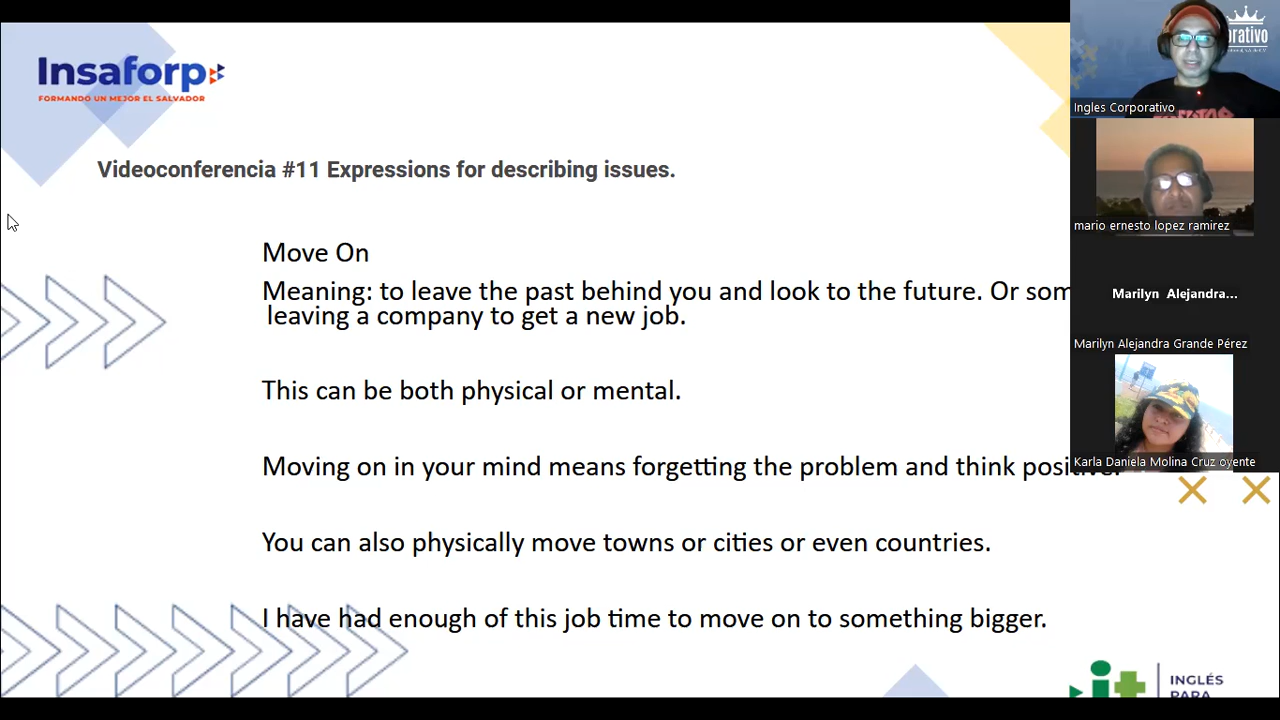 Insaforp
FORMANDO UN MEJOR EL SALVADOR
Videoconferencia #11 Expressions for describing issues.
Move On
Meaning: to leave the past behind you and look to the future. Or som
leaving a company to get a new job.
This can be both physical or mental.
Moving on in your mind means forgetting the problem and think positive.
You can also physically move towns or cities or even countries.
I have had enough of this job time to move on to something bigger.
INGLÉS
PARA
orativo
Ingles Corporativo
mario ernesto lopez ramirez
Marilyn Alejandra...
Marilyn Alejandra Grande Pérez
Karla Daniela Molina Cruz oyente